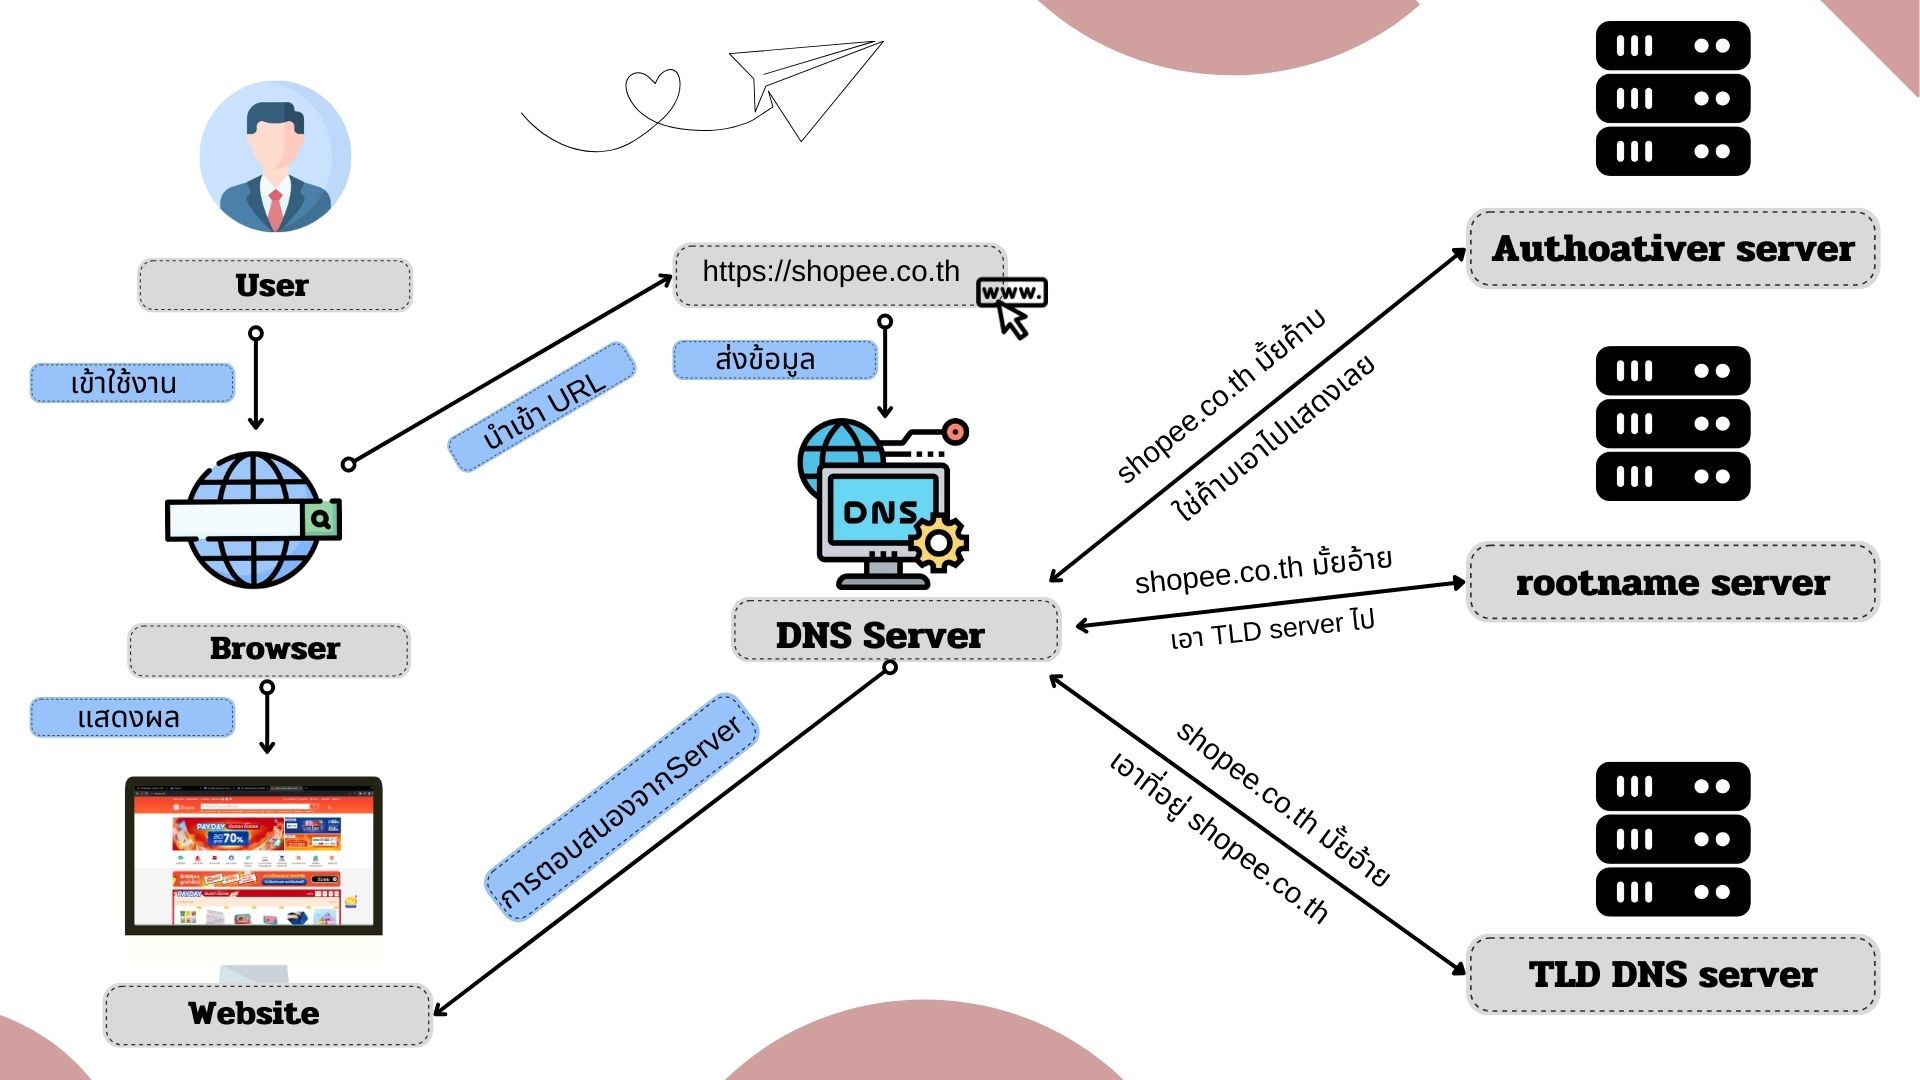 User
เข้าใช้งาน
Browser
แสดงผล
PAYDAY
ลด
70%
Website
นำเข้า URL
https://shopee.co.th
www.
ส่งข้อมูล
DNS
DNS Server
การตอบสนองจากServer
shopee.co.th มั้ยค้าบ
ใช่ค้าบเอาไปแสดงเลย
Authoativer server
shopee.co.th มั้ยอ้าย
เอา TLD server ไป
rootname server
shopee.co.th มั้ยอ้าย
เอาที่อยู่ shopee.co.th
TLD DNS server